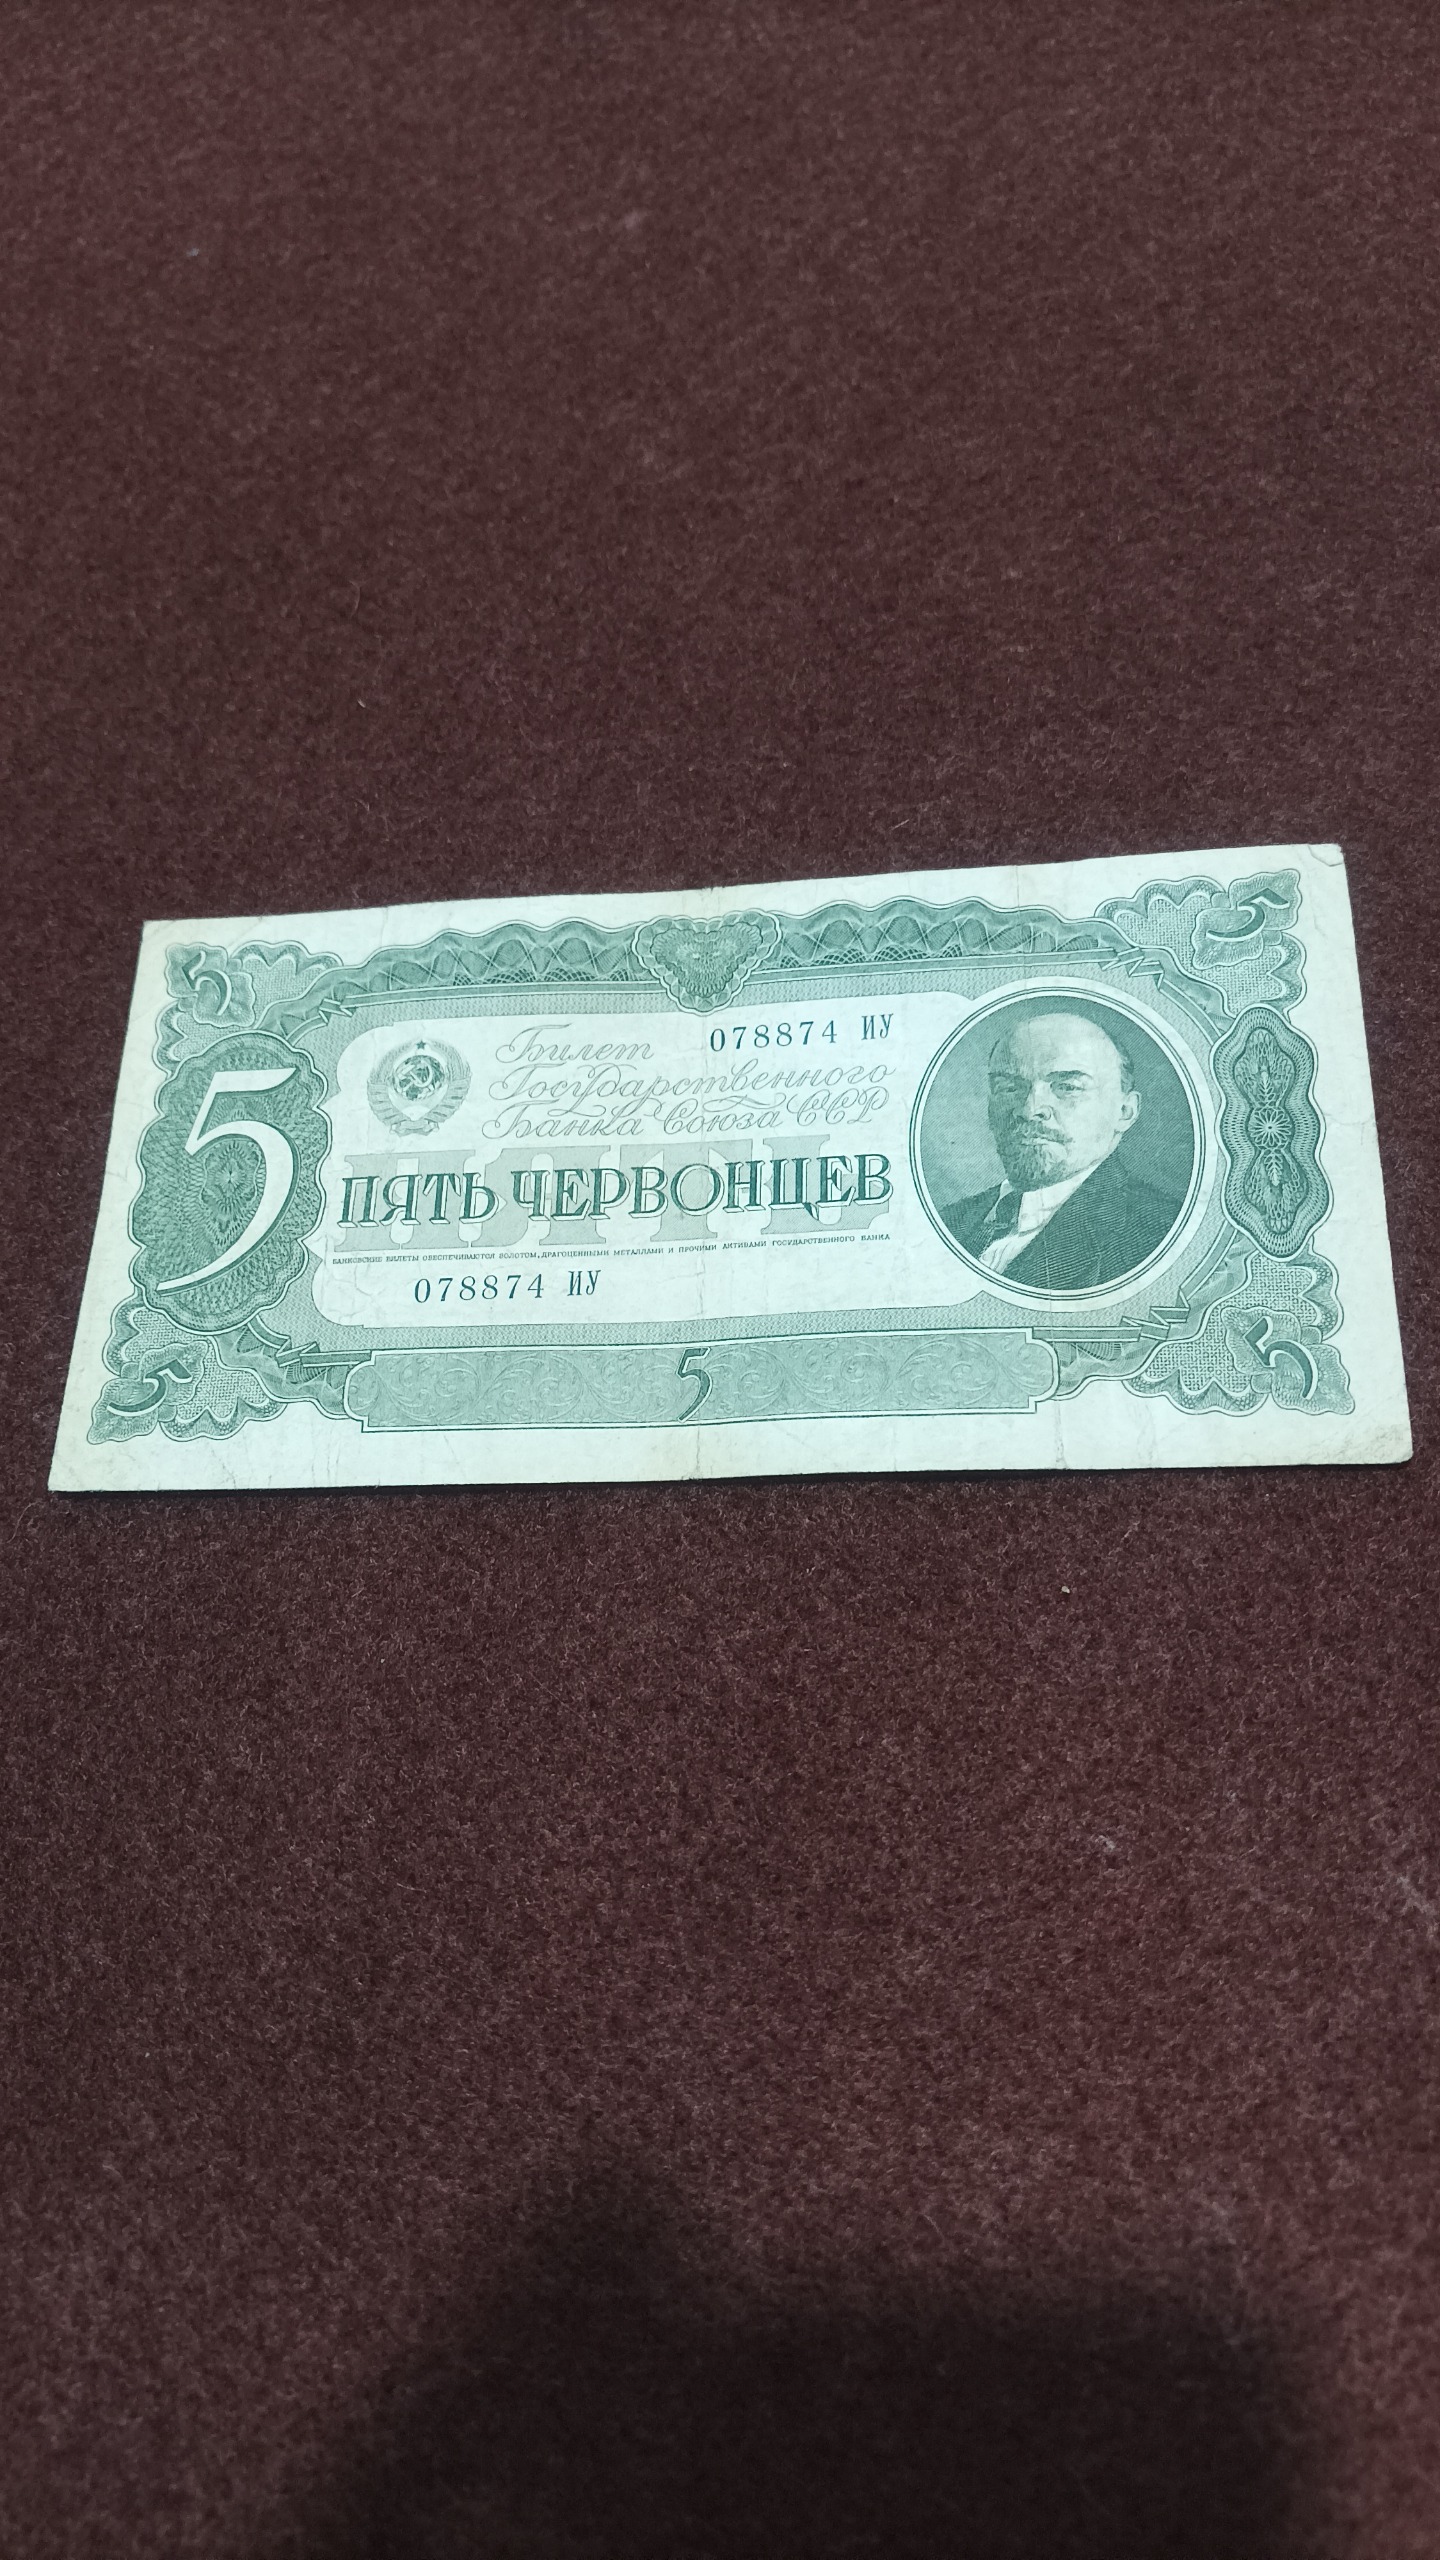 5 5
078874 ИУ
Билет
Государственного
Банка Союза ССР
5
ПЯТЬ ЧЕРВОНЦЕВ
БАНКОВСКИЕ БИЛЕТЫ ОБЕСПЕЧИВАЮТСЯ ЗОЛОТОМ, ДРАГОЦЕННЫМИ МЕТАЛЛАМИ И ПРОЧИМИ АКТИВАМИ ГОСУДАРСТВЕННОГО БАНКА
078874 ИУ
5 5 5